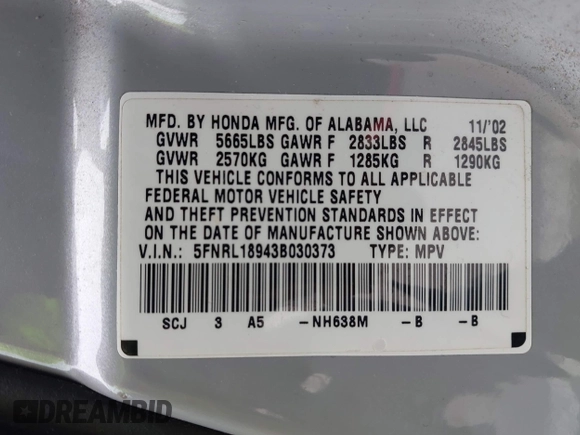 MFD. BY HONDA MFG. OF ALABAMA, LLC 11/'02
GVWR 5665LBS GAWR F 2833LBS R 2845LBS
GVWR 2570KG GAWR F 1285KG R 1290KG
THIS VEHICLE CONFORMS TO ALL APPLICABLE
FEDERAL MOTOR VEHICLE SAFETY
AND THEFT PREVENTION STANDARDS IN EFFECT
ON THE DATE OF MANUFACTURE SHOWN ABOVE.
V.I.N.: 5FNRL18943B030373 TYPE: MPV
SCJ 3 A5 -NH638M -B -B
DREAMBID